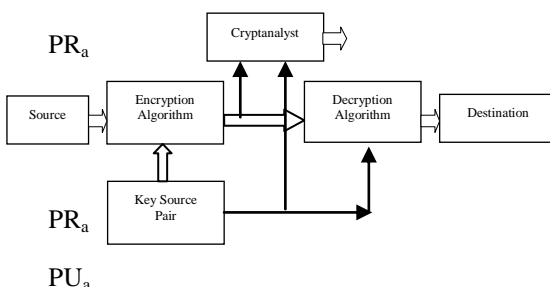 PRa
Cryptanalyst
Source
Encryption
Algorithm
Decryption
Algorithm
Destination
PRa
Key Source
Pair
PUa